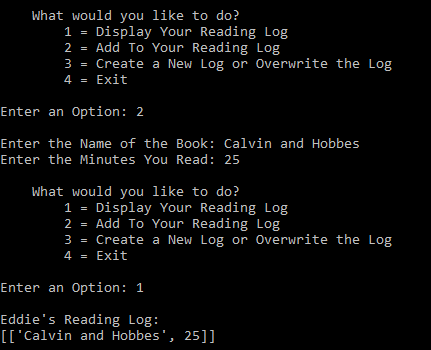 What would you like to do?
1 = Display Your Reading Log
2 = Add To Your Reading Log
3 = Create a New Log or Overwrite the Log
4 = Exit
Enter an Option: 2
Enter the Name of the Book: Calvin and Hobbes
Enter the Minutes You Read: 25
What would you like to do?
1 = Display Your Reading Log
2 = Add To Your Reading Log
3 = Create a New Log or Overwrite the Log
4 = Exit
Enter an Option: 1
Eddie's Reading Log:
[['Calvin and Hobbes', 25]]